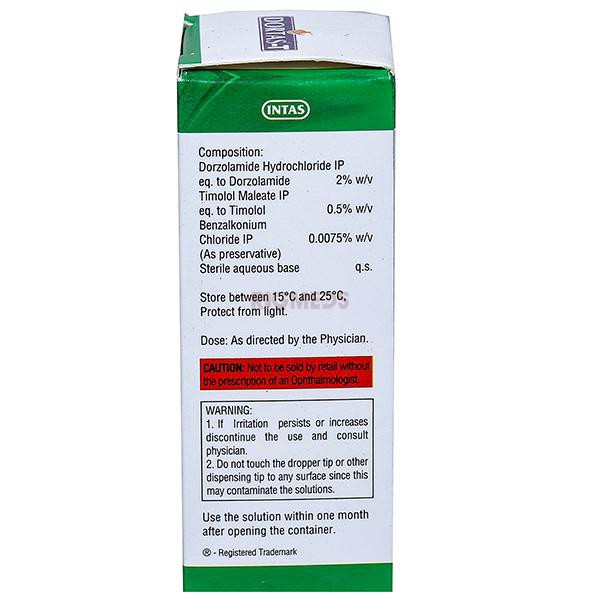 DORTAS-T
INTAS
Composition:
Dorzolamide Hydrochloride IP
eq. to Dorzolamide 2% w/v
Timolol Maleate IP
eq. to Timolol 0.5% w/v
Benzalkonium
Chloride IP 0.0075% w/v
(As preservative)
Sterile aqueous base q.s.
Store between 15°C and 25°C,
Protect from light.
RIOMEDS
Dose: As directed by the Physician.
CAUTION: Not to be sold by retail without
the prescription of an Ophthalmologist.
WARNING:
1. If Irritation persists or increases
discontinue the use and consult
physician.
2. Do not touch the dropper tip or other
dispensing tip to any surface since this
may contaminate the solutions.
Use the solution within one month
after opening the container.
® - Registered Trademark